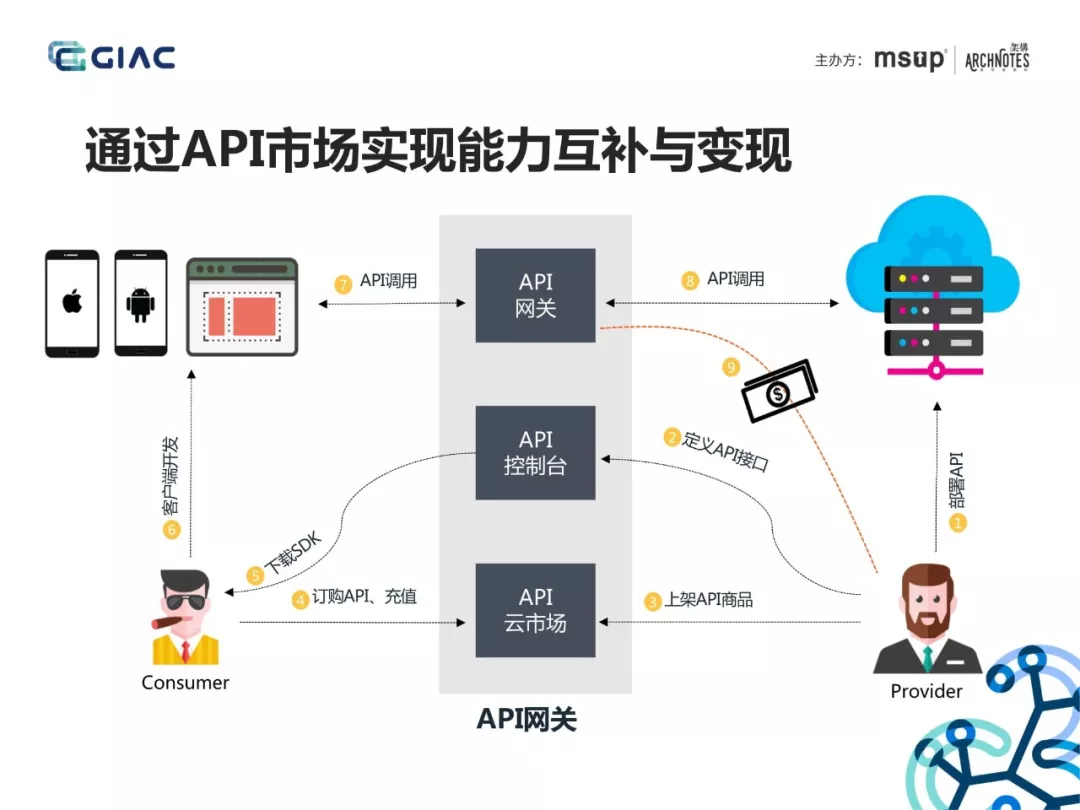 GIAC
主办方：
msup
架构
ARCHNOTES
通过API市场实现能力互补与变现
7 API调用
API
网关
8 API调用
9
$
API
控制台
2 定义API接口
6 客户端开发
1 部署API
5 下载SDK
4 订购API、充值
API
云市场
3 上架API商品
Consumer
Provider
API网关